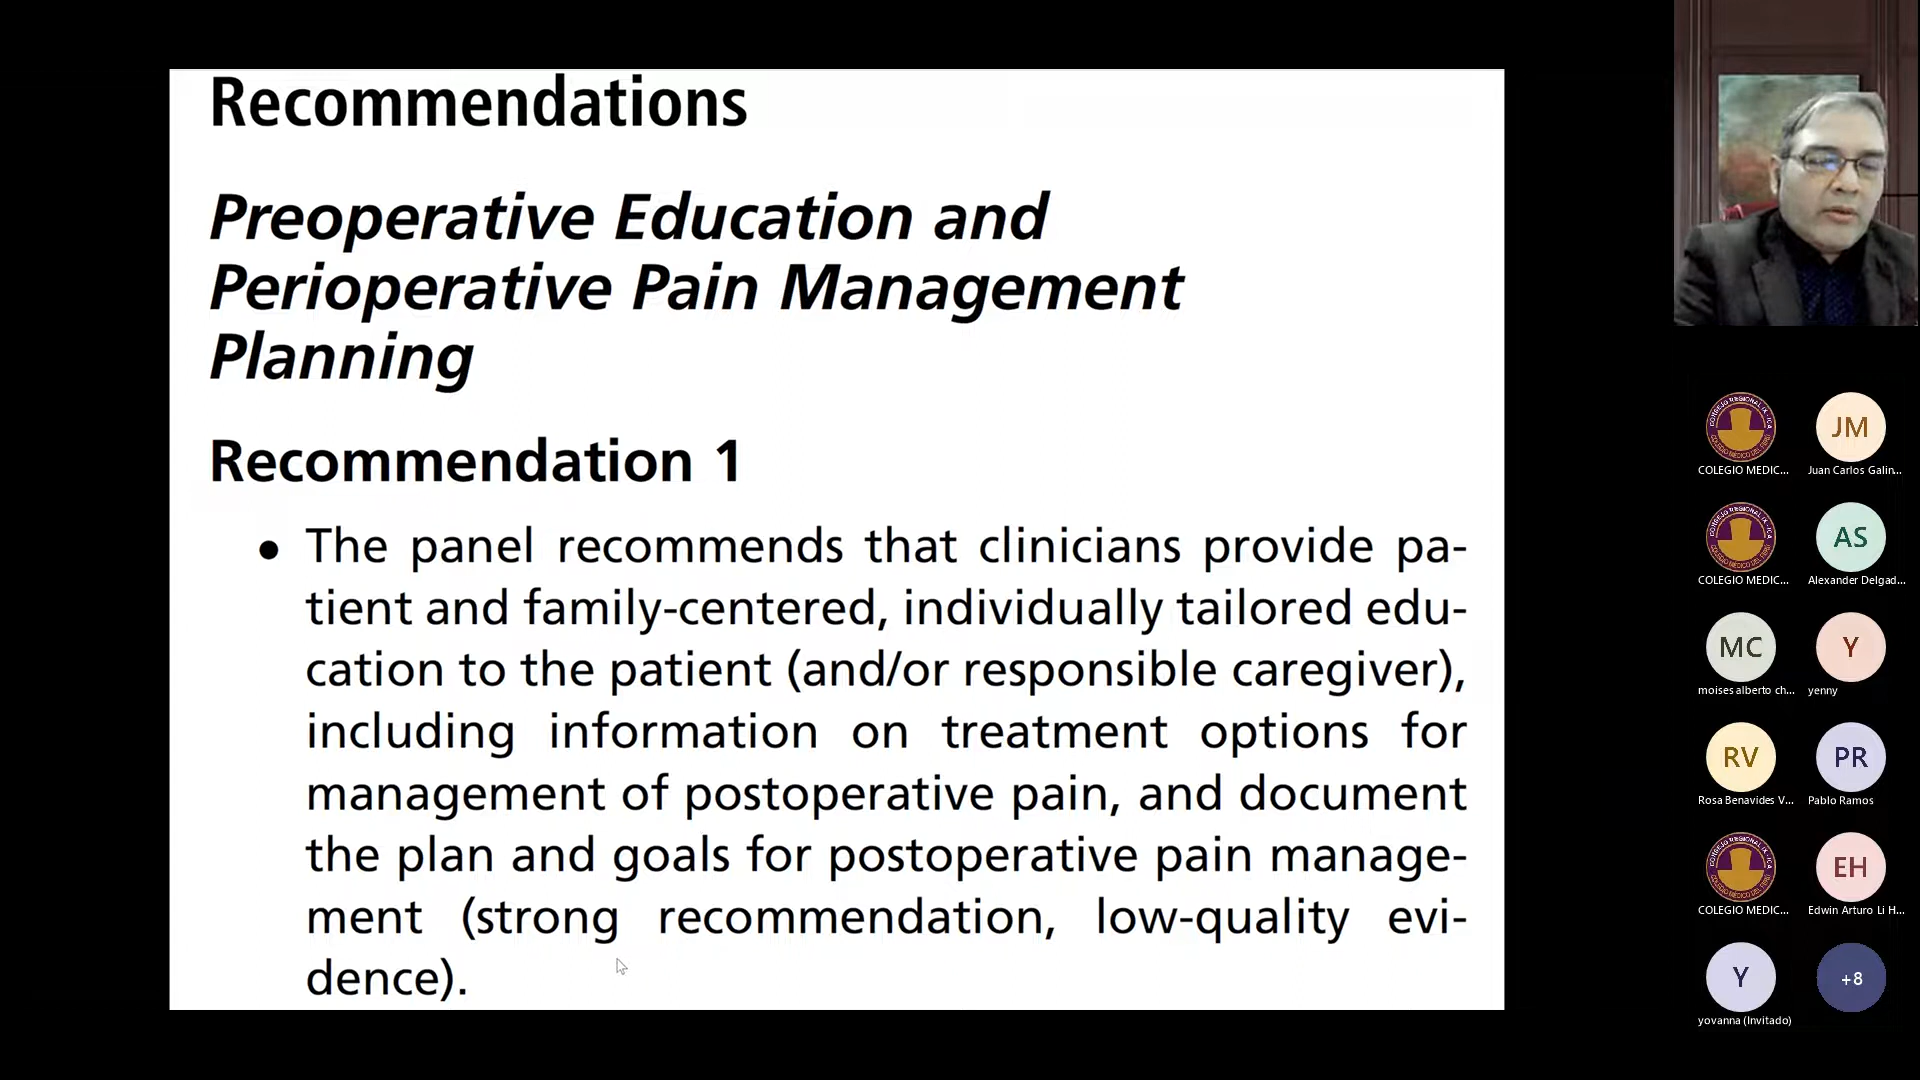 Recommendations
Preoperative Education and
Perioperative Pain Management
Planning
Recommendation 1
• The panel recommends that clinicians provide pa-
tient and family-centered, individually tailored edu-
cation to the patient (and/or responsible caregiver),
including information on treatment options for
management of postoperative pain, and document
the plan and goals for postoperative pain manage-
ment (strong recommendation, low-quality evi-
dence).
COLEGIO MEDIC...
JM
Juan Carlos Galin...
COLEGIO MEDIC...
AS
Alexander Delgad...
MC
moises alberto ch...
Y
yenny
RV
Rosa Benavides V...
PR
Pablo Ramos
COLEGIO MEDIC...
EH
Edwin Arturo Li H...
Y
yovanna (Invitado)
+8